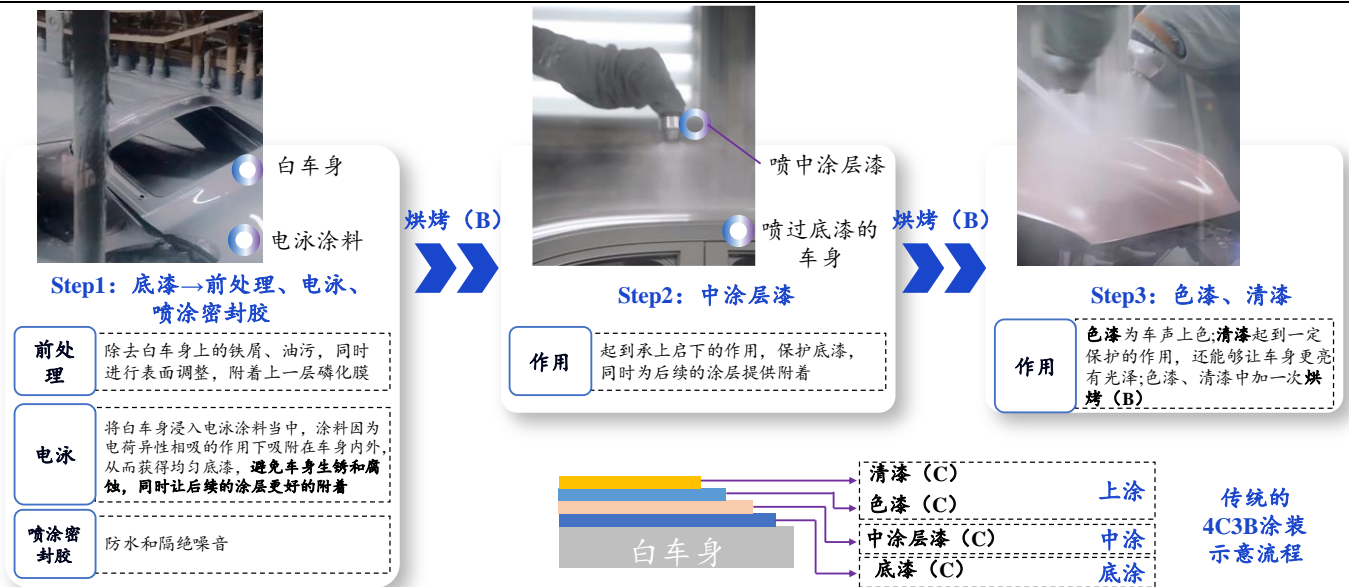 白车身
电泳涂料
Step1：底漆→前处理、电泳、
喷涂密封胶
前处
理
除去白车身上的铁屑、油污，同时
进行表面调整，附着上一层磷化膜
电泳
将白车身浸入电泳涂料当中，涂料因为
电荷异性相吸的作用下吸附在车身内外，
从而获得均匀底漆，避免车身生锈和腐
蚀，同时让后续的涂层更好的附着
喷涂密
封胶
防水和隔绝噪音
烘烤（B）
喷中涂层漆
喷过底漆的
车身
Step2：中涂层漆
作用
起到承上启下的作用，保护底漆，
同时为后续的涂层提供附着
烘烤（B）
Step3：色漆、清漆
作用
色漆为车声上色;清漆起到一定
保护的作用，还能够让车身更亮
有光泽;色漆、清漆中加一次烘
烤（B）
清漆（C）
色漆（C）
上涂
中涂层漆（C）
中涂
底漆（C）
底涂
白车身
传统的
4C3B涂装
示意流程